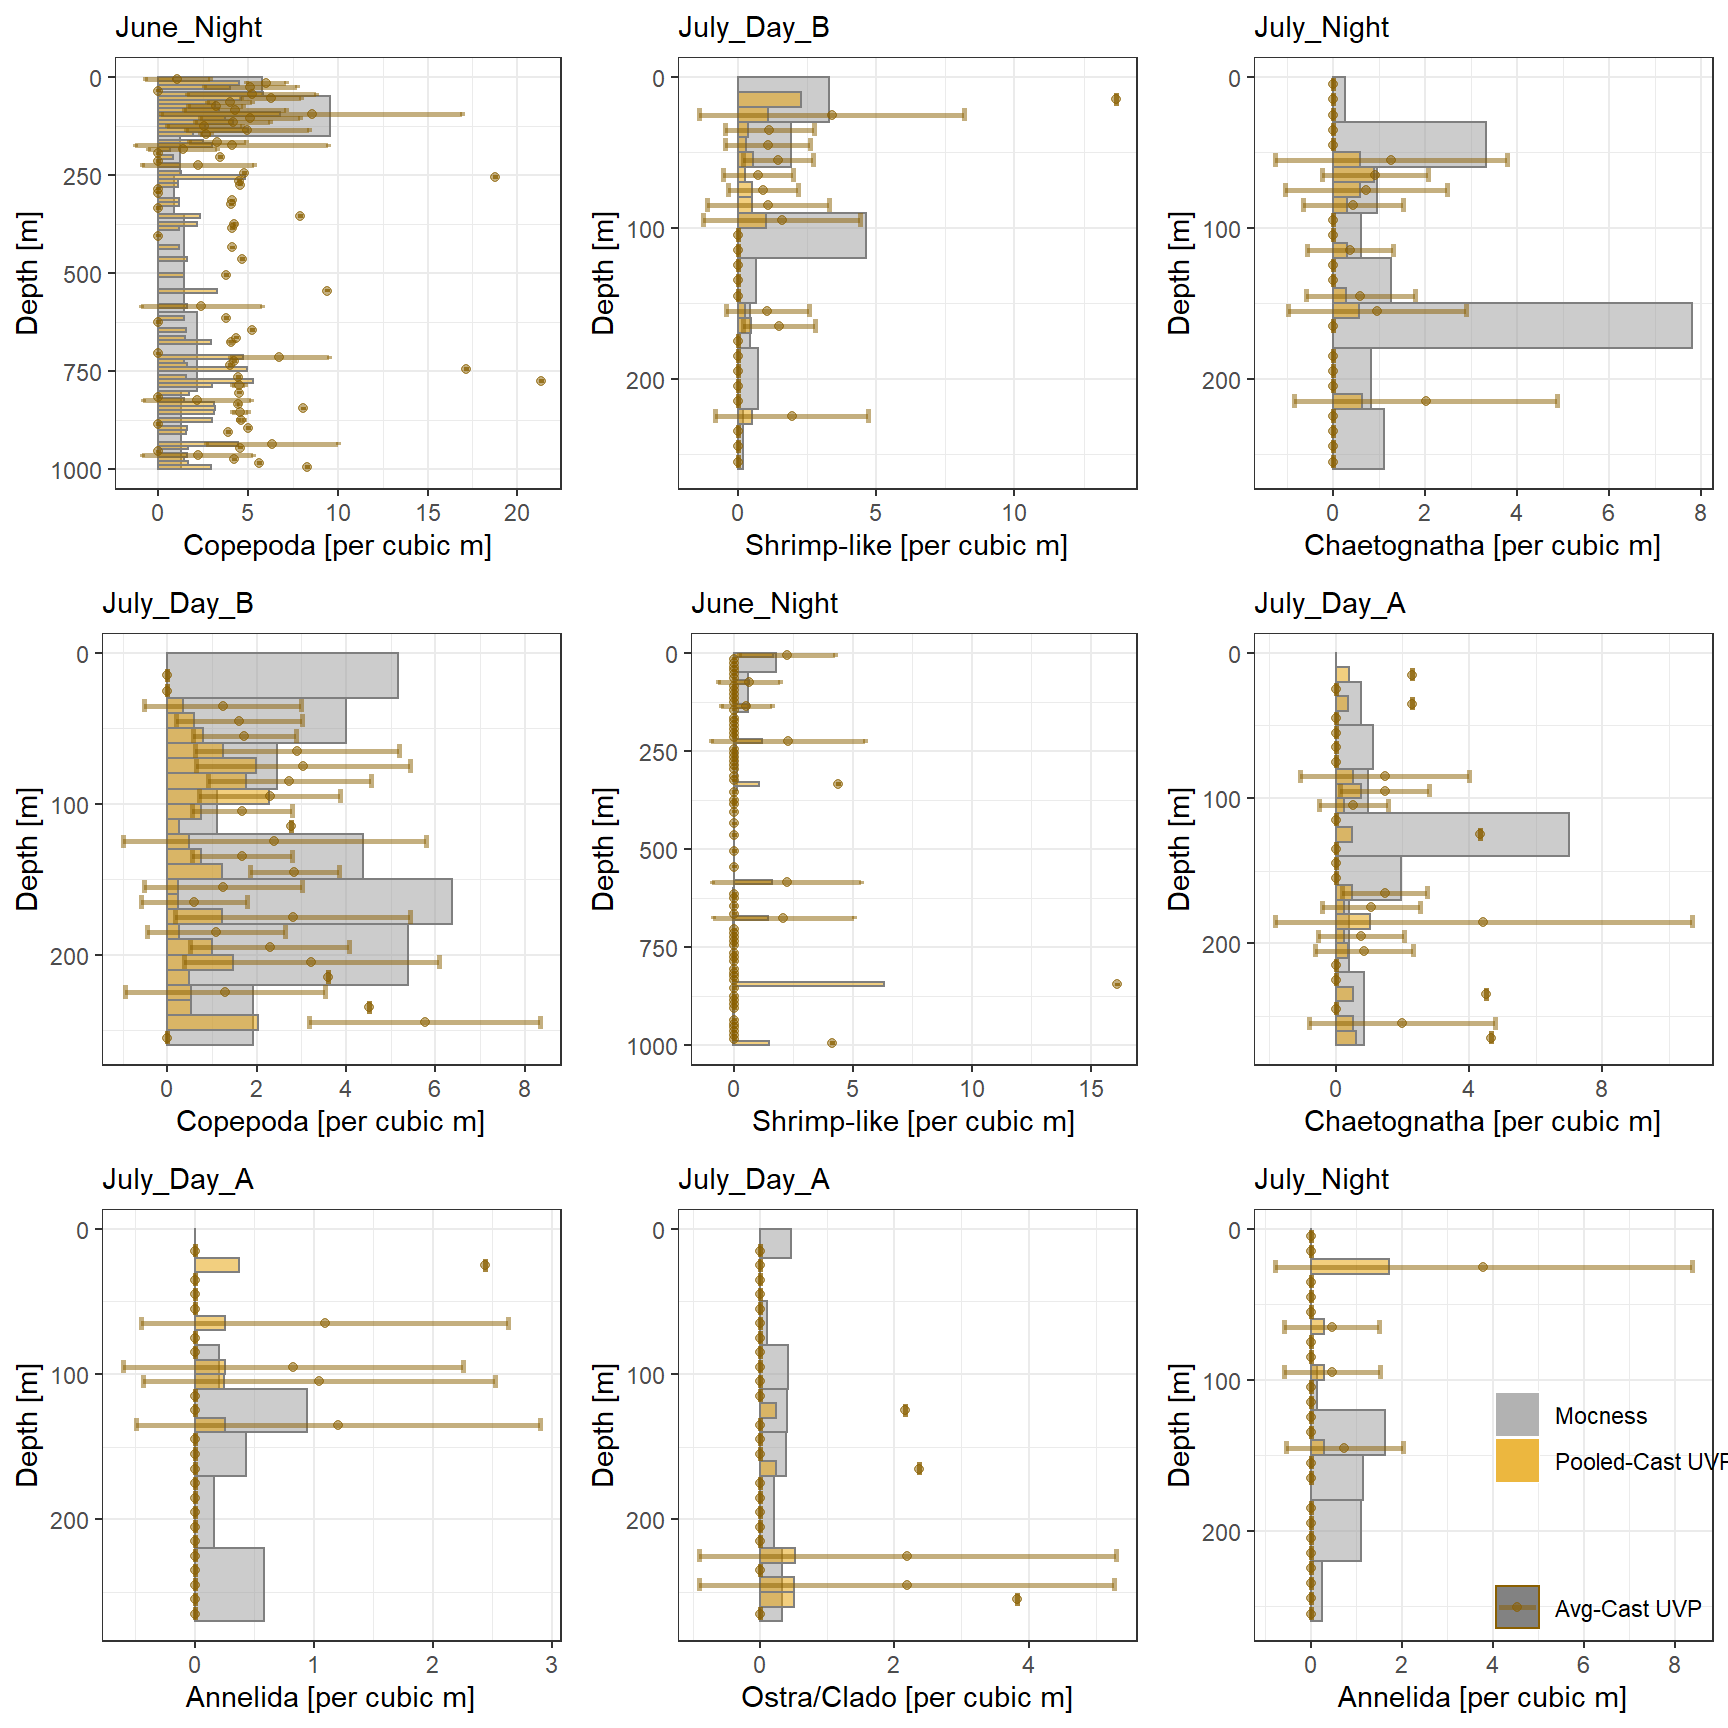 June_Night
July_Day_B
July_Night
0
250
500
750
1000
Depth [m]
0 5 10 15 20
Copepoda [per cubic m]
0
100
200
Depth [m]
0 5 10
Shrimp-like [per cubic m]
0
100
200
Depth [m]
0 2 4 6 8
Chaetognatha [per cubic m]
July_Day_B
June_Night
July_Day_A
0
100
200
Depth [m]
0 2 4 6 8
Copepoda [per cubic m]
0
250
500
750
1000
Depth [m]
0 5 10 15
Shrimp-like [per cubic m]
0
100
200
Depth [m]
0 4 8
Chaetognatha [per cubic m]
July_Day_A
July_Day_A
July_Night
0
100
200
Depth [m]
0 1 2 3
Annelida [per cubic m]
0
100
200
Depth [m]
0 2 4
Ostra/Clado [per cubic m]
0
100
200
Depth [m]
0 2 4 6 8
Annelida [per cubic m]
Mocness
Pooled-Cast UVP
Avg-Cast UVP